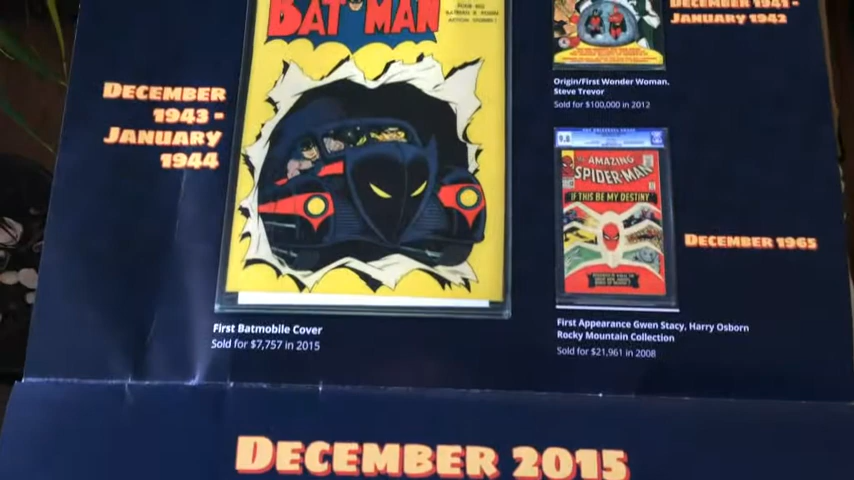 DECEMBER
1943 -
JANUARY
1944
BATMAN
First Batmobile Cover
Sold for $7,757 in 2015
DECEMBER 1941 -
JANUARY 1942
Origin/First Wonder Woman.
Steve Trevor
Sold for $100,000 in 2012
9.8
THE AMAZING
SPIDER-MAN
IF THIS BE MY DESTINY
DECEMBER 1965
First Appearance Gwen Stacy, Harry Osborn
Rocky Mountain Collection
Sold for $21,961 in 2008
DECEMBER 2015